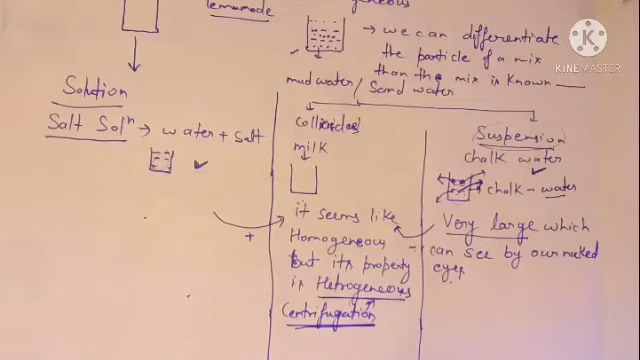 lemamode
geneous
→ we can differentiate
the particle of a mix
than the mix is known
mud water / Sand water
Solution
Salt Solⁿ → water + Salt
colloidal
milk
it seems like
Homogeneous
but its property
is Hetrogeneous
Centrifugation
+
Suspension
chalk water
chalk - water
Very large which
can see by our naked
eyes
K
KINEMASTER